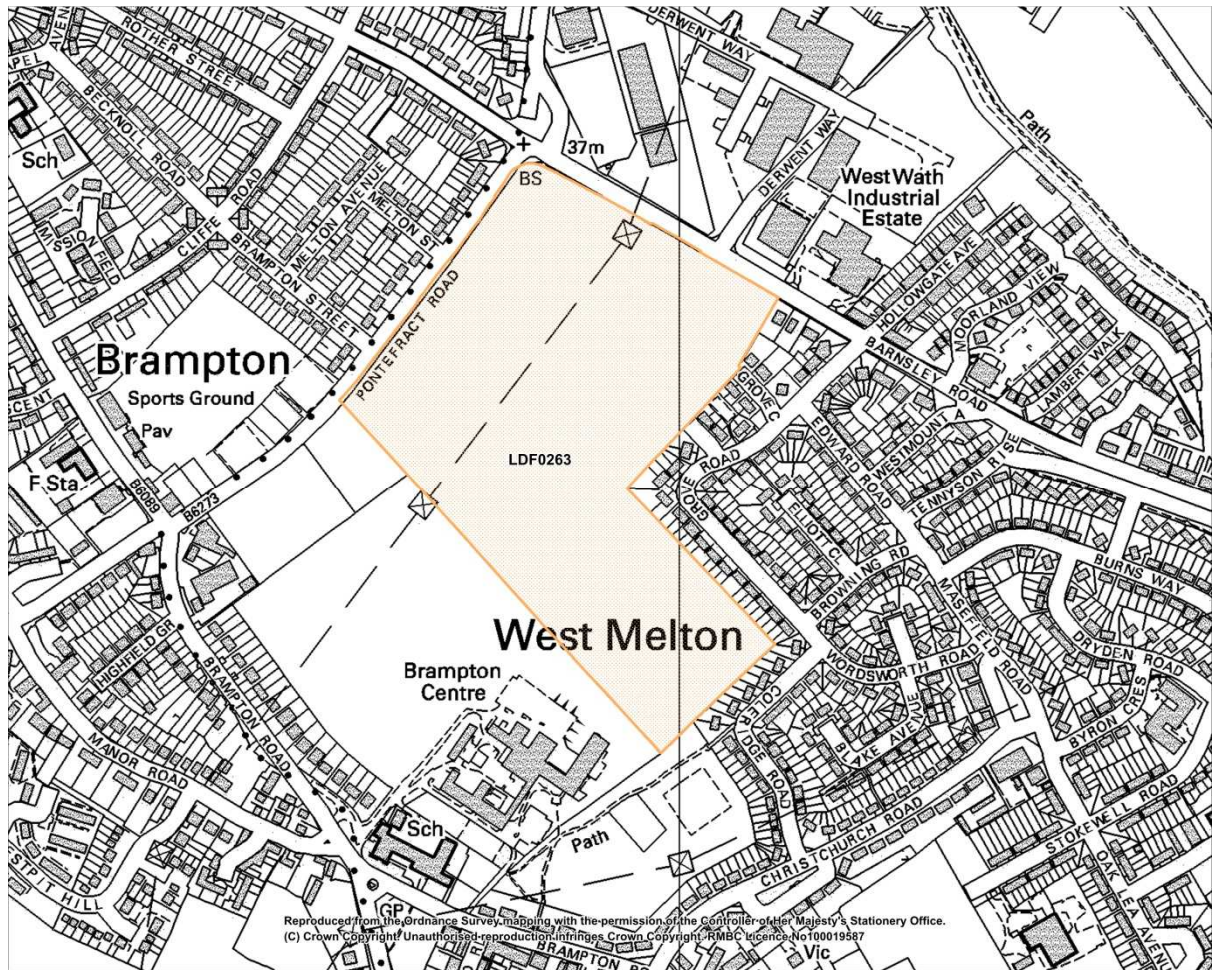 DERWENT WAY
ROTHER STREET
BECKNOLL ROAD
Sch
37m
Path
DERWENT WAY
West Wath
Industrial
Estate
CLIFFE ROAD
MELTON AVENUE
MELTON ST
MISSION FIELD
BRAMPTON STREET
BS
HOLLOWGATE AVE
MOORLAND VIEW
LAMBERT WALK
BARNSLEY ROAD
PONTEFRACT ROAD
Brampton
Sports Ground
Pav
F Sta
B6089
B6273
LDF0263
GROVE ROAD
EDWARD ROAD
WESTMOUNT A
TENNYSON RISE
ELLIOTT C
BROWNING RD
BURNS WAY
MASEFIELD ROAD
DRYDEN ROAD
WORDSWORTH ROAD
West Melton
Brampton
Centre
HIGHFIELD GR
BRAMPTON ROAD
MANOR ROAD
COLERIDGE ROAD
BLAKE AVENUE
BYRON CRES
CHRISTCHURCH ROAD
STOKEWELL ROAD
OAK LEA AVENUE
Sch
Path
GP
Reproduced from the Ordnance Survey mapping with the permission of the Controller of Her Majesty's Stationery Office.
(C) Crown Copyright. Unauthorised reproduction infringes Crown Copyright. RMBC Licence No100019587
BRAMPTON RO
Vic